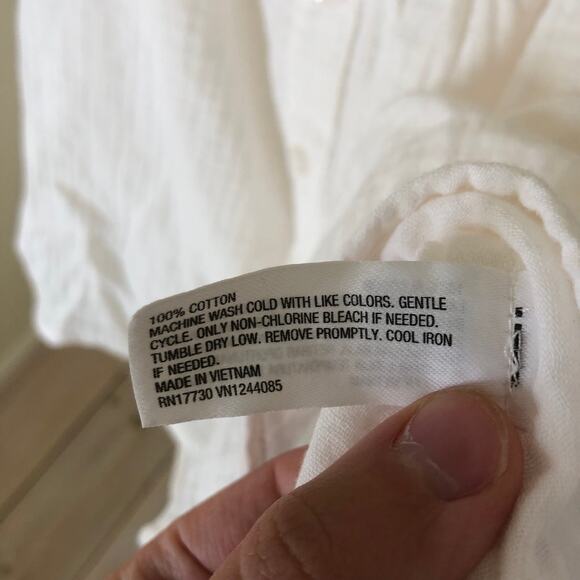 100% COTTON
MACHINE WASH COLD WITH LIKE COLORS. GENTLE
CYCLE. ONLY NON-CHLORINE BLEACH IF NEEDED.
TUMBLE DRY LOW. REMOVE PROMPTLY. COOL IRON
IF NEEDED.
MADE IN VIETNAM
RN17730 VN1244085